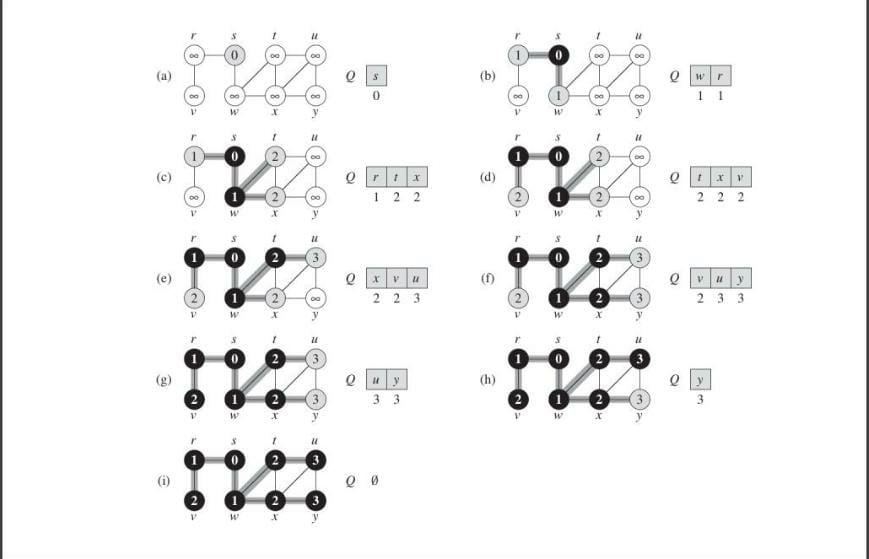 r s t u r s t u
∞ 0 ∞ ∞ 1 0 ∞ ∞
(a) Q s (b) Q w r
∞ ∞ ∞ ∞ 0 ∞ 1 ∞ ∞ 1 1
v w x y v w x y
r s t u r s t u
1 0 2 ∞ 1 0 2 ∞
(c) Q r t x (d) Q t x v
∞ 1 2 ∞ 1 2 2 2 1 2 ∞ 2 2 2
v w x y v w x y
r s t u r s t u
1 0 2 3 1 0 2 3
(e) Q x v u (f) Q v u y
2 1 2 ∞ 2 2 3 2 1 2 3 2 3 3
v w x y v w x y
r s t u r s t u
1 0 2 3 1 0 2 3
(g) Q u y (h) Q y
2 1 2 3 3 3 2 1 2 3 3
v w x y v w x y
r s t u
1 0 2 3
(i) Q ∅
2 1 2 3
v w x y